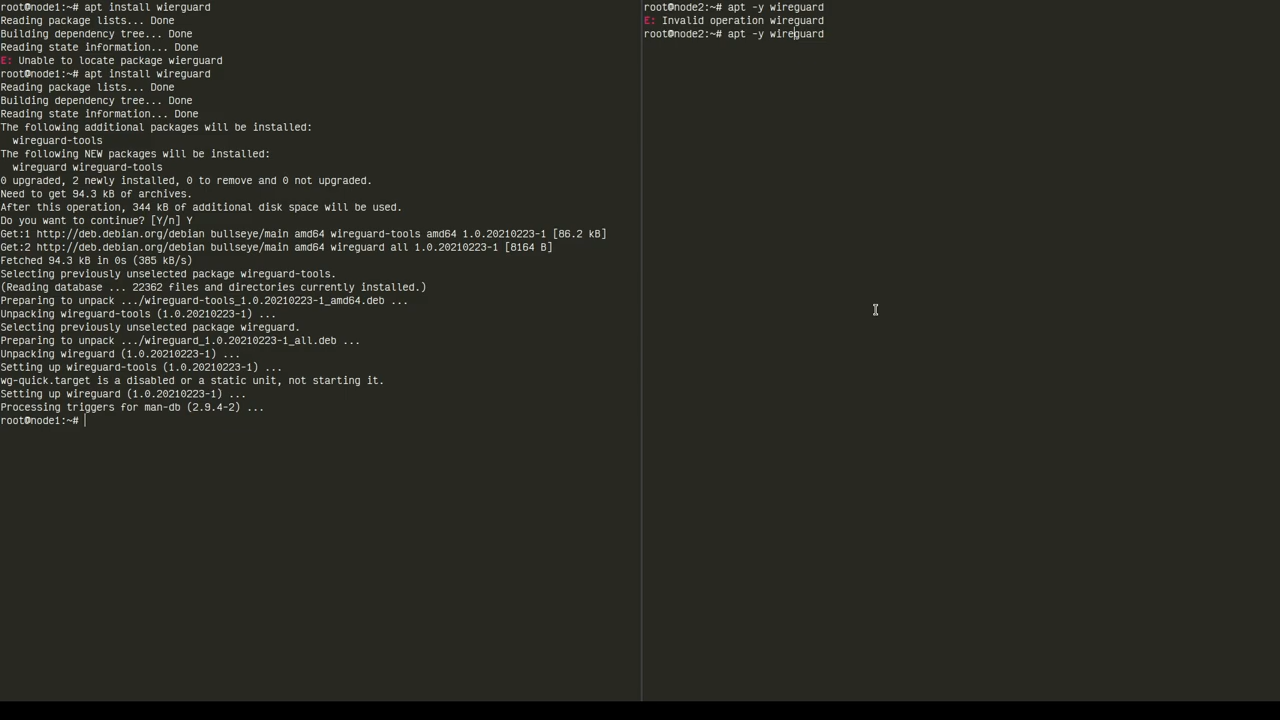 root@node1:~# apt install wierguard
Reading package lists... Done
Building dependency tree... Done
Reading state information... Done
E: Unable to locate package wierguard
root@node1:~# apt install wireguard
Reading package lists... Done
Building dependency tree... Done
Reading state information... Done
The following additional packages will be installed:
  wireguard-tools
The following NEW packages will be installed:
  wireguard wireguard-tools
0 upgraded, 2 newly installed, 0 to remove and 0 not upgraded.
Need to get 94.3 kB of archives.
After this operation, 344 kB of additional disk space will be used.
Do you want to continue? [Y/n] Y
Get:1 http://deb.debian.org/debian bullseye/main amd64 wireguard-tools amd64 1.0.20210223-1 [86.2 kB]
Get:2 http://deb.debian.org/debian bullseye/main amd64 wireguard all 1.0.20210223-1 [8164 B]
Fetched 94.3 kB in 0s (385 kB/s)
Selecting previously unselected package wireguard-tools.
(Reading database ... 22362 files and directories currently installed.)
Preparing to unpack .../wireguard-tools_1.0.20210223-1_amd64.deb ...
Unpacking wireguard-tools (1.0.20210223-1) ...
Selecting previously unselected package wireguard.
Preparing to unpack .../wireguard_1.0.20210223-1_all.deb ...
Unpacking wireguard (1.0.20210223-1) ...
Setting up wireguard-tools (1.0.20210223-1) ...
wg-quick.target is a disabled or a static unit, not starting it.
Setting up wireguard (1.0.20210223-1) ...
Processing triggers for man-db (2.9.4-2) ...
root@node1:~#
root@node2:~# apt -y wireguard
E: Invalid operation wireguard
root@node2:~# apt -y wireguard